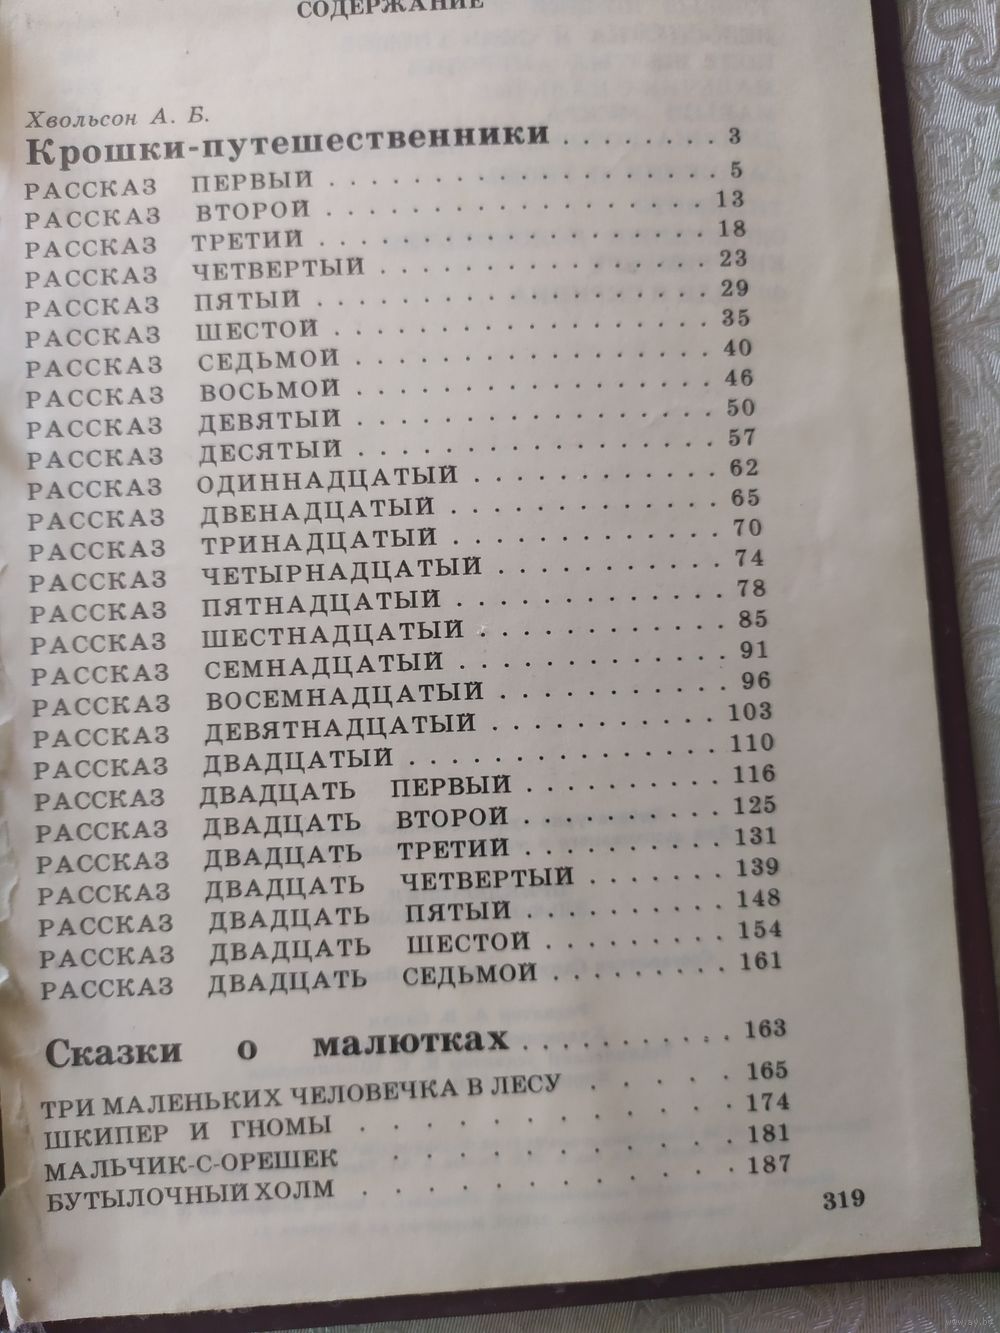 СОДЕРЖАНИЕ
Хвольсон А. Б.
Крошки-путешественники . . . . . . . . 3
РАССКАЗ ПЕРВЫЙ . . . . . . . . . . . . . . . . 5
РАССКАЗ ВТОРОЙ . . . . . . . . . . . . . . . . 13
РАССКАЗ ТРЕТИЙ . . . . . . . . . . . . . . . . 18
РАССКАЗ ЧЕТВЕРТЫЙ . . . . . . . . . . . . . . 23
РАССКАЗ ПЯТЫЙ . . . . . . . . . . . . . . . . 29
РАССКАЗ ШЕСТОЙ . . . . . . . . . . . . . . . . 35
РАССКАЗ СЕДЬМОЙ . . . . . . . . . . . . . . . 40
РАССКАЗ ВОСЬМОЙ . . . . . . . . . . . . . . . 46
РАССКАЗ ДЕВЯТЫЙ . . . . . . . . . . . . . . . 50
РАССКАЗ ДЕСЯТЫЙ . . . . . . . . . . . . . . . 57
РАССКАЗ ОДИННАДЦАТЫЙ . . . . . . . . . . 62
РАССКАЗ ДВЕНАДЦАТЫЙ . . . . . . . . . . . 65
РАССКАЗ ТРИНАДЦАТЫЙ . . . . . . . . . . . 70
РАССКАЗ ЧЕТЫРНАДЦАТЫЙ . . . . . . . . . 74
РАССКАЗ ПЯТНАДЦАТЫЙ . . . . . . . . . . . 78
РАССКАЗ ШЕСТНАДЦАТЫЙ . . . . . . . . . . 85
РАССКАЗ СЕМНАДЦАТЫЙ . . . . . . . . . . . 91
РАССКАЗ ВОСЕМНАДЦАТЫЙ . . . . . . . . . 96
РАССКАЗ ДЕВЯТНАДЦАТЫЙ . . . . . . . . . 103
РАССКАЗ ДВАДЦАТЫЙ . . . . . . . . . . . . 110
РАССКАЗ ДВАДЦАТЬ ПЕРВЫЙ . . . . . . . . 116
РАССКАЗ ДВАДЦАТЬ ВТОРОЙ . . . . . . . . 125
РАССКАЗ ДВАДЦАТЬ ТРЕТИЙ . . . . . . . . 131
РАССКАЗ ДВАДЦАТЬ ЧЕТВЕРТЫЙ . . . . . . 139
РАССКАЗ ДВАДЦАТЬ ПЯТЫЙ . . . . . . . . 148
РАССКАЗ ДВАДЦАТЬ ШЕСТОЙ . . . . . . . . 154
РАССКАЗ ДВАДЦАТЬ СЕДЬМОЙ . . . . . . . 161
Сказки о малютках . . . . . . . . . . . . 163
ТРИ МАЛЕНЬКИХ ЧЕЛОВЕЧКА В ЛЕСУ . . . . . 165
ШКИПЕР И ГНОМЫ . . . . . . . . . . . . 174
МАЛЬЧИК-С-ОРЕШЕК . . . . . . . . . . . 181
БУТЫЛОЧНЫЙ ХОЛМ . . . . . . . . . . . 187
319
www.ay.by